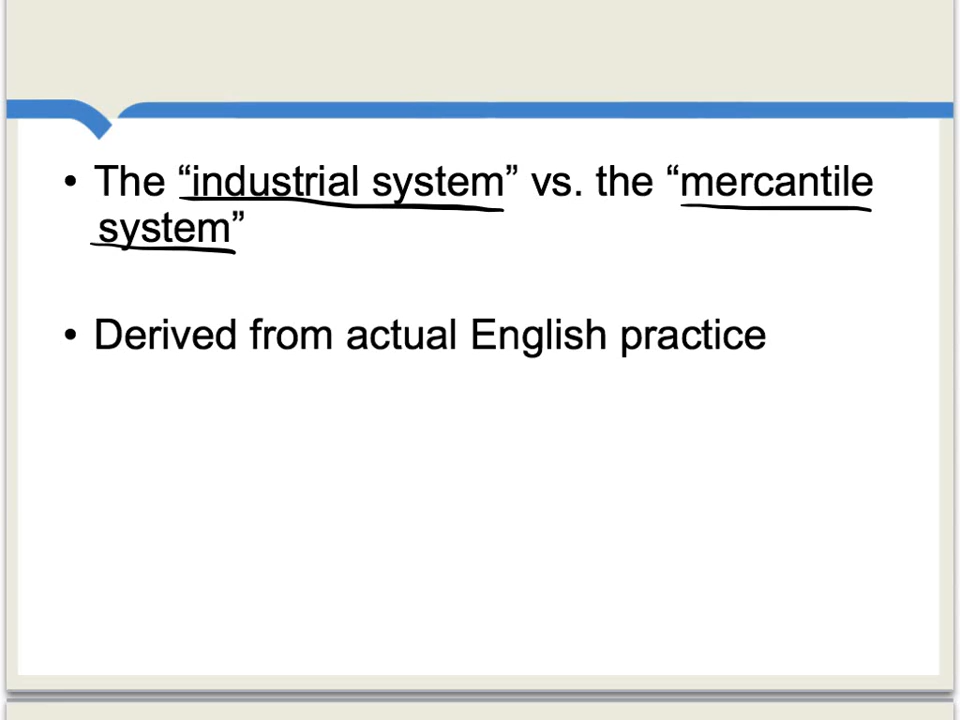 • The “industrial system” vs. the “mercantile
system”
• Derived from actual English practice